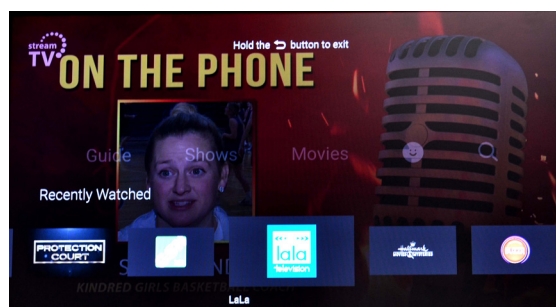 stream
TV
Hold the button to exit
ON THE PHONE
Guide Shows Movies
Recently Watched
PROTECTION
COURT
lala
television
Hallmark
KINDRED GIRLS BASKETBALL
LaLa